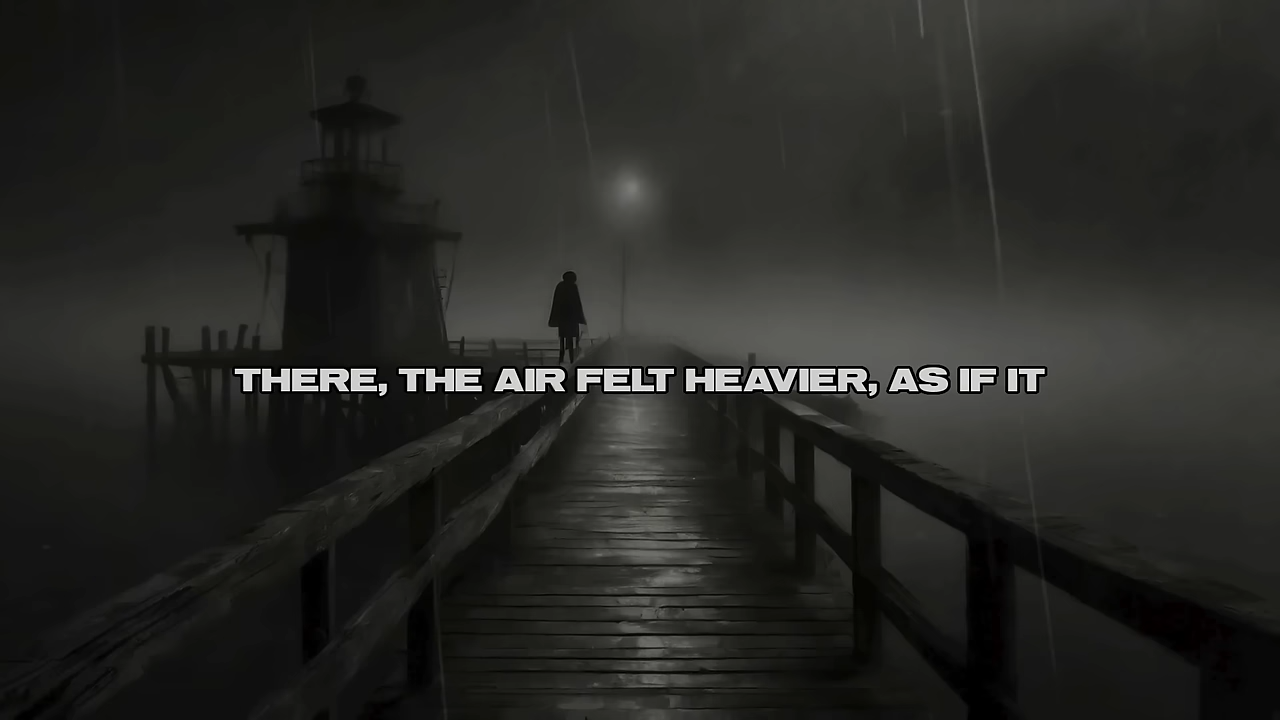 THERE, THE AIR FELT HEAVIER, AS IF IT